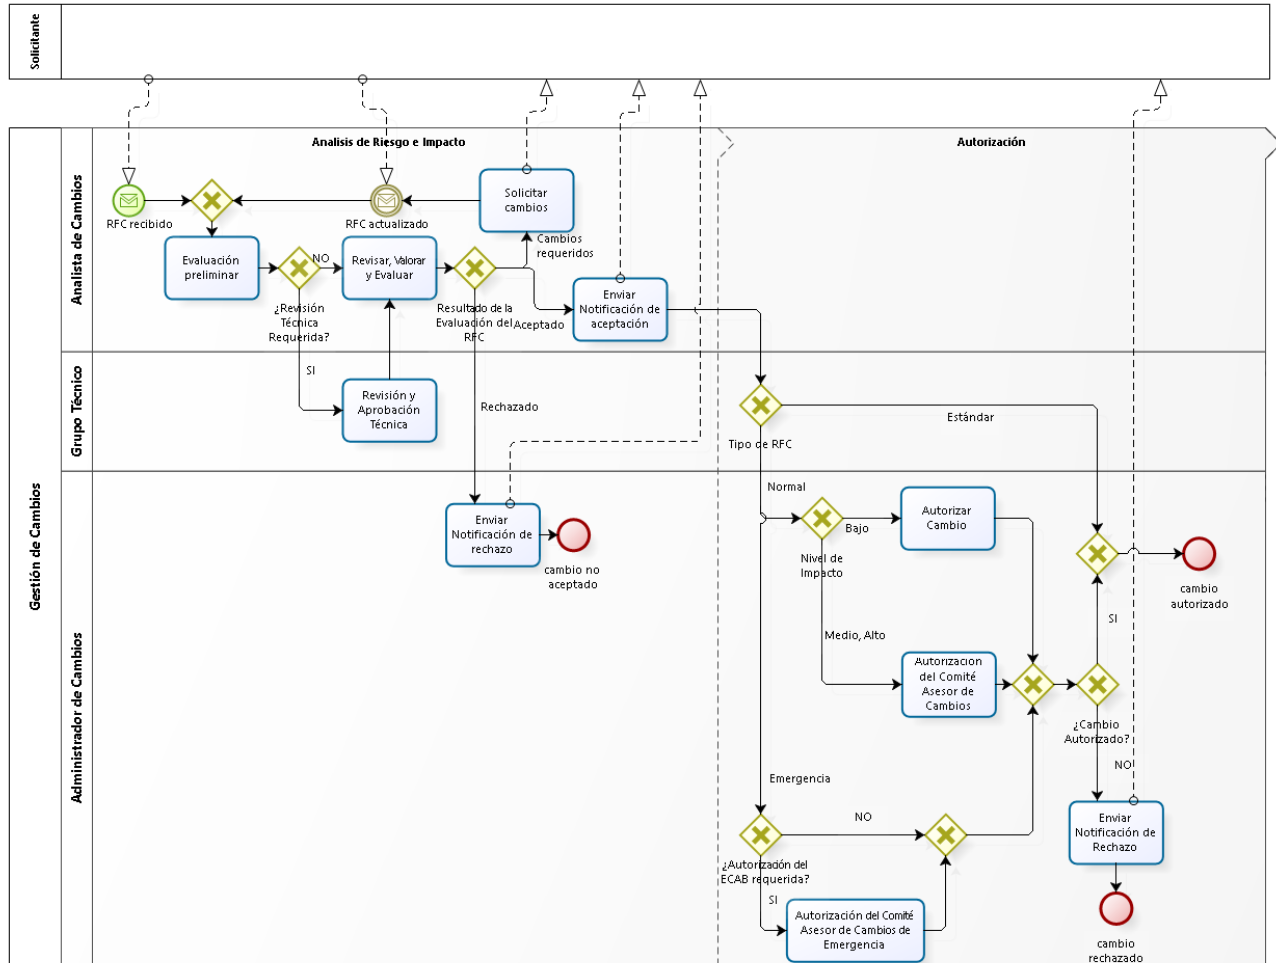 Solicitante
Gestión de Cambios
Analista de Cambios
Grupo Técnico
Administrador de Cambios
Analisis de Riesgo e Impacto
Autorización
RFC recibido
RFC actualizado
Solicitar
cambios
Cambios
requeridos
Evaluación
preliminar
NO
Revisar, Valorar
y Evaluar
¿Revisión
Técnica
Requerida?
Resultado de la
Evaluación del
RFC
Aceptado
Enviar
Notificación de
aceptación
SI
Revisión y
Aprobación
Técnica
Rechazado
Tipo de RFC
Estándar
Normal
Enviar
Notificación de
rechazo
cambio no
aceptado
Nivel de
Impacto
Bajo
Autorizar
Cambio
cambio
autorizado
SI
Medio, Alto
Autorización
del Comité
Asesor de
Cambios
¿Cambio
Autorizado?
NO
Emergencia
NO
¿Autorización del
ECAB requerida?
SI
Autorización del Comité
Asesor de Cambios de
Emergencia
Enviar
Notificación de
Rechazo
cambio
rechazado